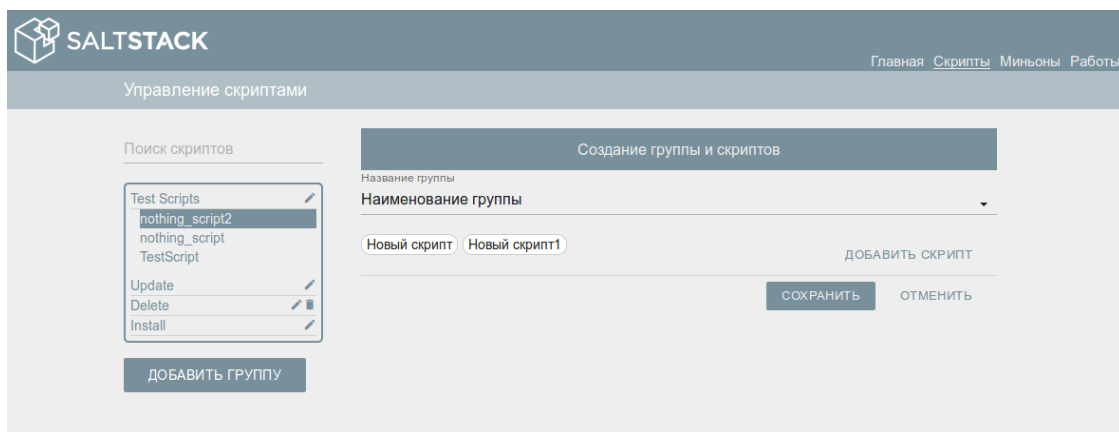 SALTSTACK
Главная Скрипты Миньоны Работы
Управление скриптами
Поиск скриптов
Test Scripts
nothing_script2
nothing_script
TestScript
Update
Delete
Install
ДОБАВИТЬ ГРУППУ
Создание группы и скриптов
Название группы
Наименование группы
Новый скрипт Новый скрипт1
ДОБАВИТЬ СКРИПТ
СОХРАНИТЬ ОТМЕНИТЬ